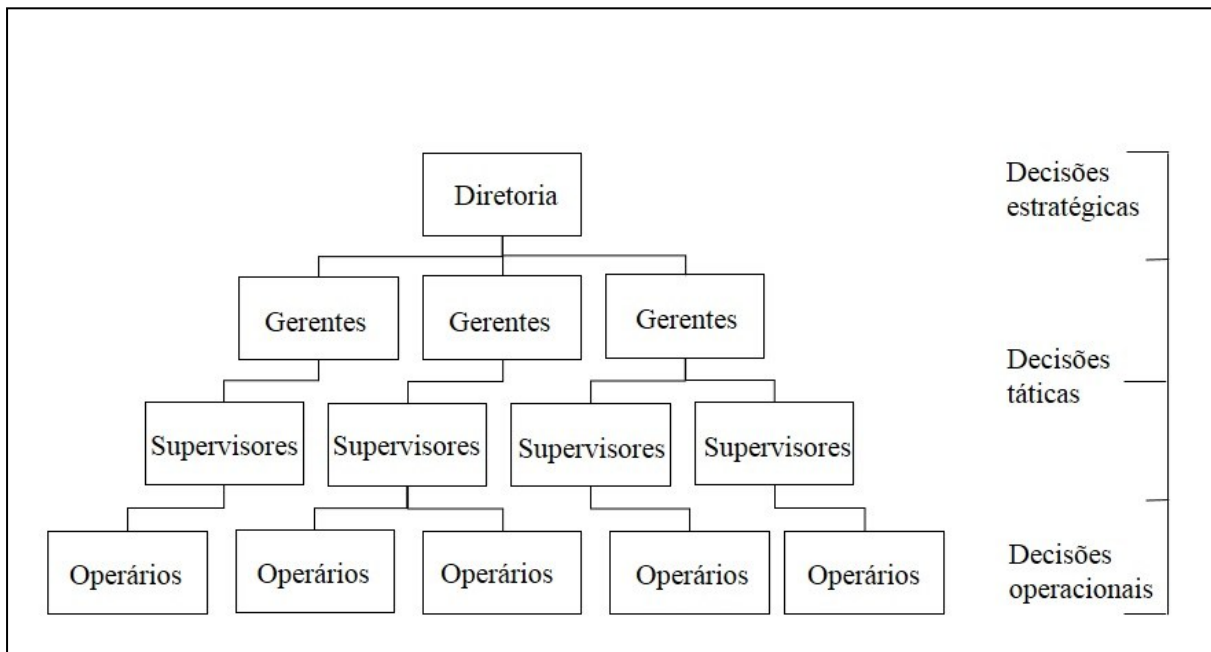 Diretoria
Decisões
estratégicas
Gerentes
Gerentes
Gerentes
Decisões
táticas
Supervisores
Supervisores
Supervisores
Supervisores
Operários
Operários
Operários
Operários
Operários
Decisões
operacionais